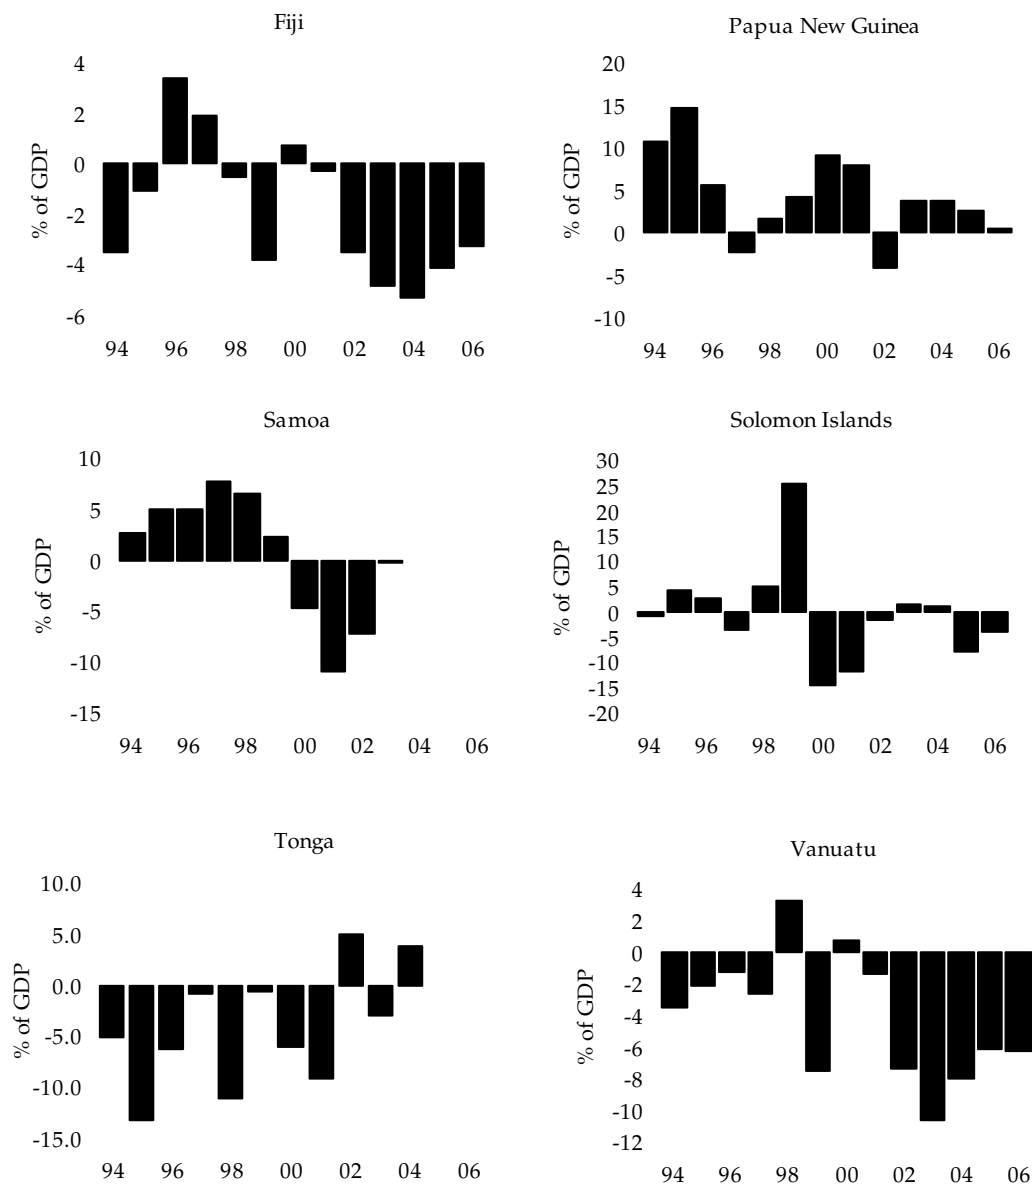 Fiji
% of GDP
4
2
0
-2
-4
-6
94 96 98 00 02 04 06
Papua New Guinea
% of GDP
20
15
10
5
0
-5
-10
94 96 98 00 02 04 06
Samoa
% of GDP
10
5
0
-5
-10
-15
94 96 98 00 02 04 06
Solomon Islands
% of GDP
30
25
20
15
10
5
0
-5
-10
-15
-20
94 96 98 00 02 04 06
Tonga
% of GDP
10.0
5.0
0.0
-5.0
-10.0
-15.0
94 96 98 00 02 04 06
Vanuatu
% of GDP
4
2
0
-2
-4
-6
-8
-10
-12
94 96 98 00 02 04 06